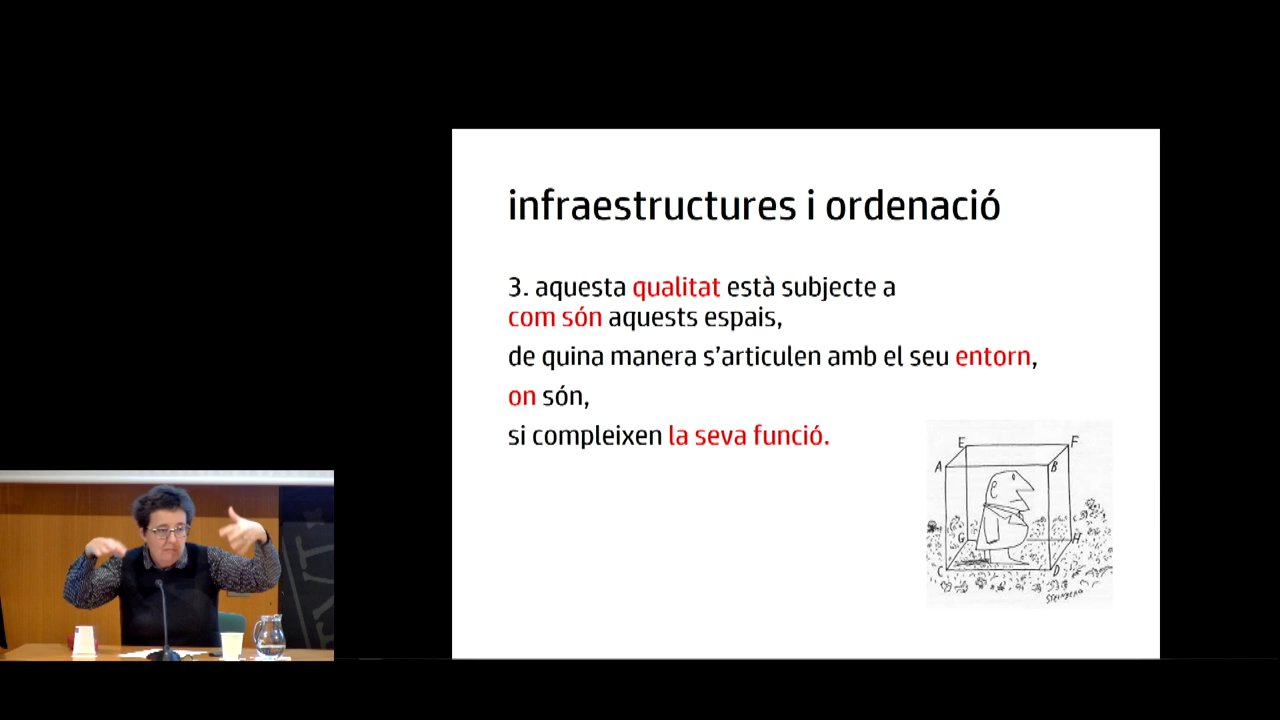 infraestructures i ordenació
3. aquesta qualitat està subjecte a
com són aquests espais,
de quina manera s'articulen amb el seu entorn,
on són,
si compleixen la seva funció.
E F
A B
G H
C D
STEINBERG